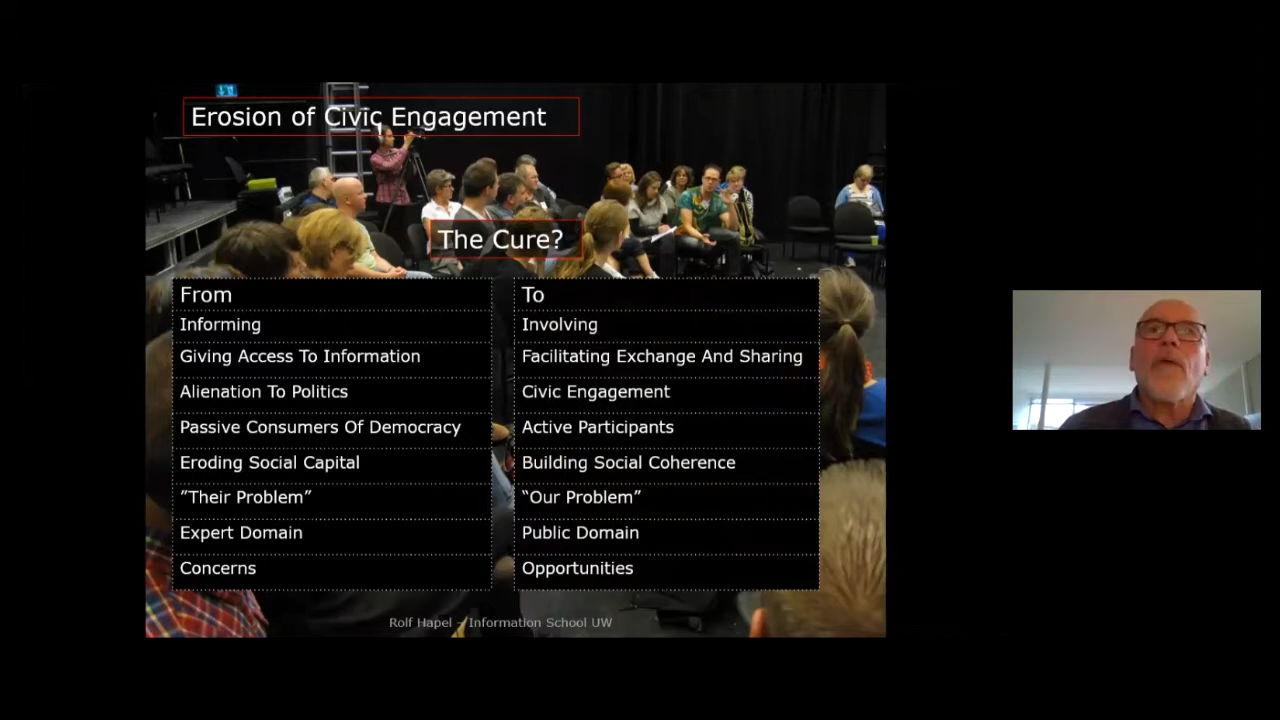 Erosion of Civic Engagement
The Cure?
From
To
Informing
Involving
Giving Access To Information
Facilitating Exchange And Sharing
Alienation To Politics
Civic Engagement
Passive Consumers Of Democracy
Active Participants
Eroding Social Capital
Building Social Coherence
”Their Problem”
“Our Problem”
Expert Domain
Public Domain
Concerns
Opportunities
Rolf Hapel – Information School UW